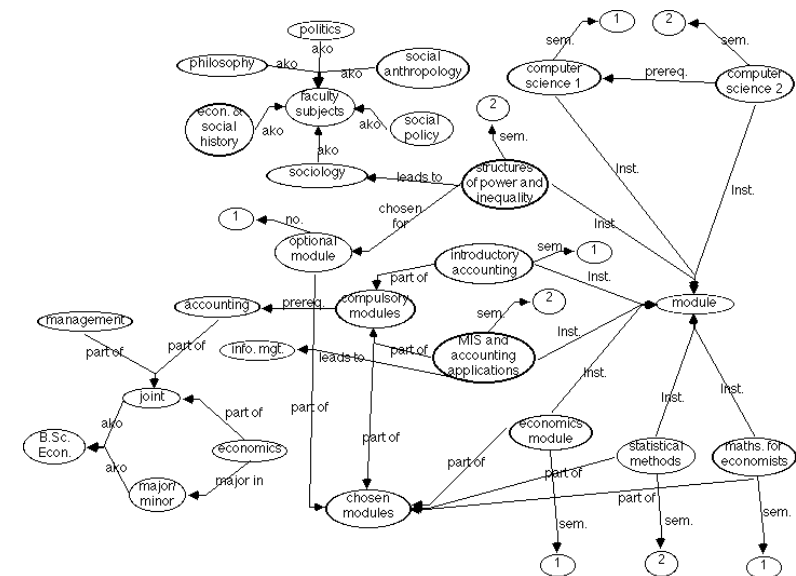 politics
1
2
ako
sem.
sem.
philosophy
ako
ako
social
anthropology
computer
science 1
prereq.
computer
science 2
faculty
subjects
econ. &
social
history
ako
ako
social
policy
2
sem.
ako
sociology
leads to
structures
of power and
inequality
Inst.
Inst.
chosen
for
Inst.
1
no.
optional
module
introductory
accounting
sem.
1
part of
Inst.
accounting
prereq.
compulsory
modules
2
sem.
module
management
part of
part of
info. mgt.
leads to
part of
MIS and
accounting
applications
Inst.
Inst.
Inst.
Inst.
joint
part of
ako
part of
B.Sc.
Econ.
economics
part of
economics
module
statistical
methods
maths. for
economists
ako
major in
major/
minor
part of
part of
part of
chosen
modules
sem.
sem.
sem.
1
2
1